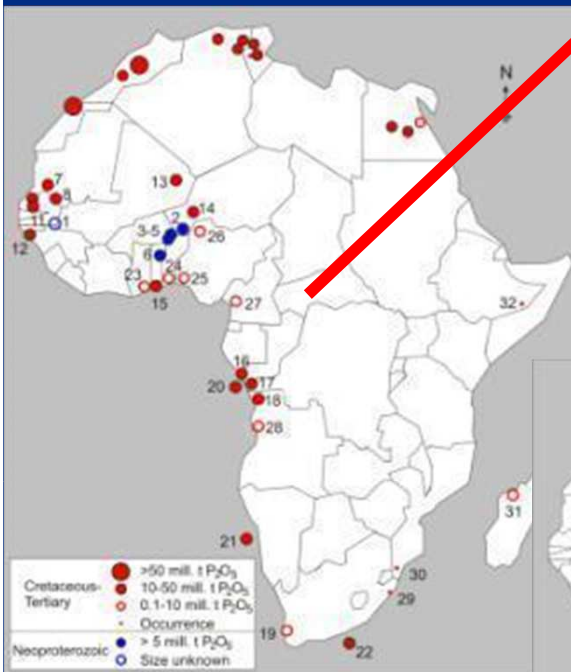 N
7
8
13
14
11
1
2
3-5
12
26
6
24
23
25
15
27
32
16
20
17
18
28
31
21
30
29
19
22
Cretaceous-
Tertiary
>50 mill. t P₂O₅
10-50 mill. t P₂O₅
0.1-10 mill. t P₂O₅
Occurrence
Neoproterozoic
> 5 mill. t P₂O₅
Size unknown